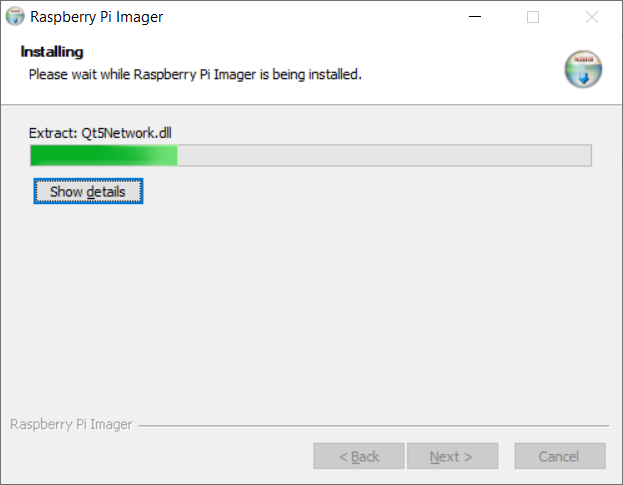 Raspberry Pi Imager
Installing
Please wait while Raspberry Pi Imager is being installed.
Extract: Qt5Network.dll
Show details
Raspberry Pi Imager
< Back Next > Cancel